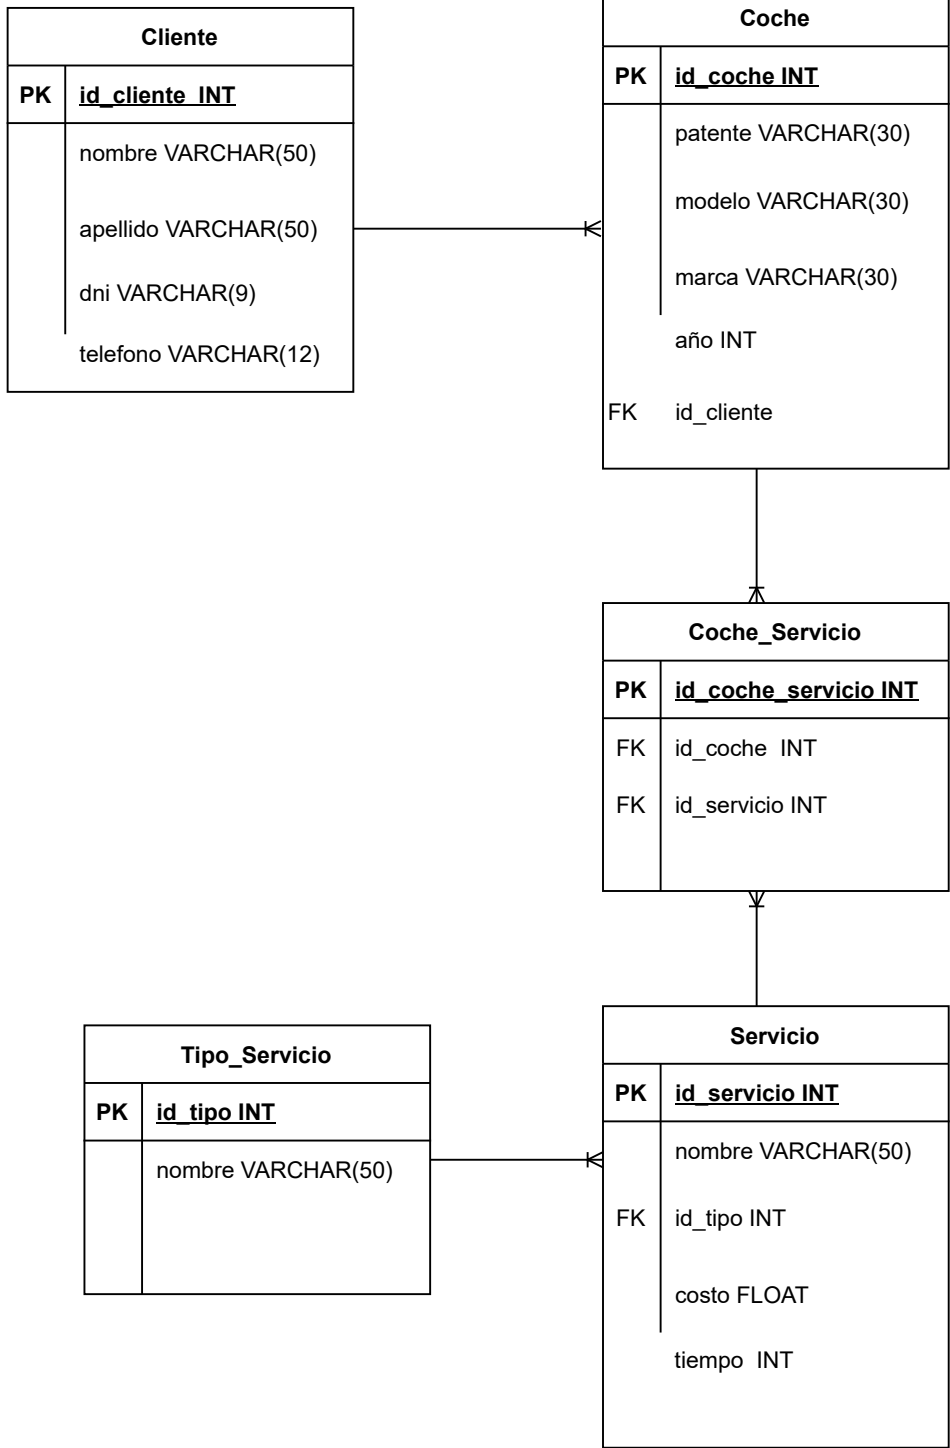 Cliente
PK id_cliente INT
nombre VARCHAR(50)
apellido VARCHAR(50)
dni VARCHAR(9)
telefono VARCHAR(12)
Coche
PK id_coche INT
patente VARCHAR(30)
modelo VARCHAR(30)
marca VARCHAR(30)
año INT
FK id_cliente
Coche_Servicio
PK id_coche_servicio INT
FK id_coche INT
FK id_servicio INT
Tipo_Servicio
PK id_tipo INT
nombre VARCHAR(50)
Servicio
PK id_servicio INT
nombre VARCHAR(50)
FK id_tipo INT
costo FLOAT
tiempo INT